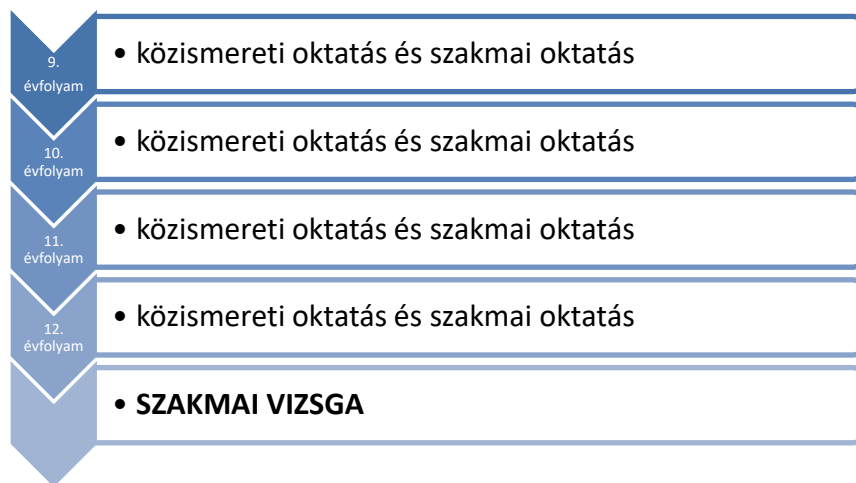 9.
évfolyam
• közismereti oktatás és szakmai oktatás
10.
évfolyam
• közismereti oktatás és szakmai oktatás
11.
évfolyam
• közismereti oktatás és szakmai oktatás
12.
évfolyam
• közismereti oktatás és szakmai oktatás
• SZAKMAI VIZSGA